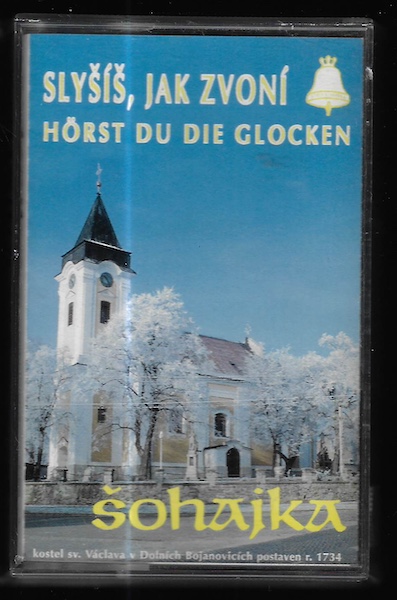 SLYŠÍŠ, JAK ZVONÍ
HÖRST DU DIE GLOCKEN
šohajka
kostel sv. Václava v Dolních Bojanovicích postaven r. 1734